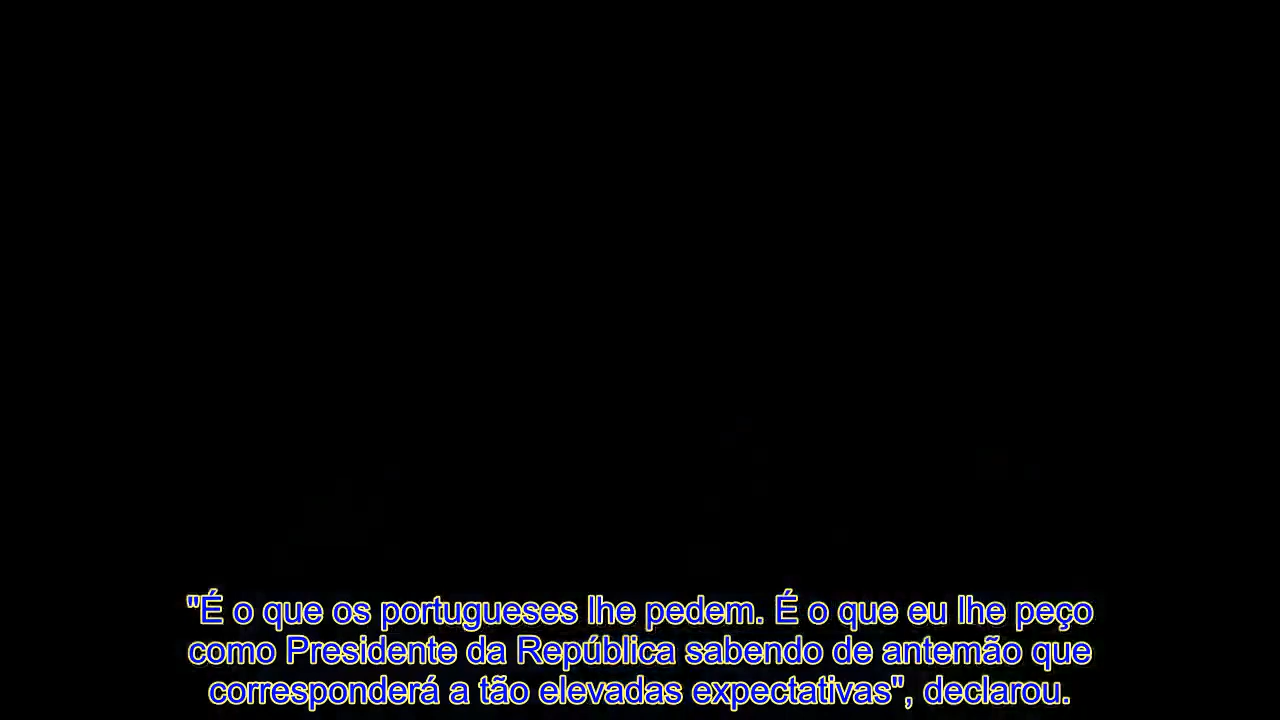 "É o que os portugueses lhe pedem. É o que eu lhe peço
como Presidente da República sabendo de antemão que
corresponderá a tão elevadas expectativas", declarou.